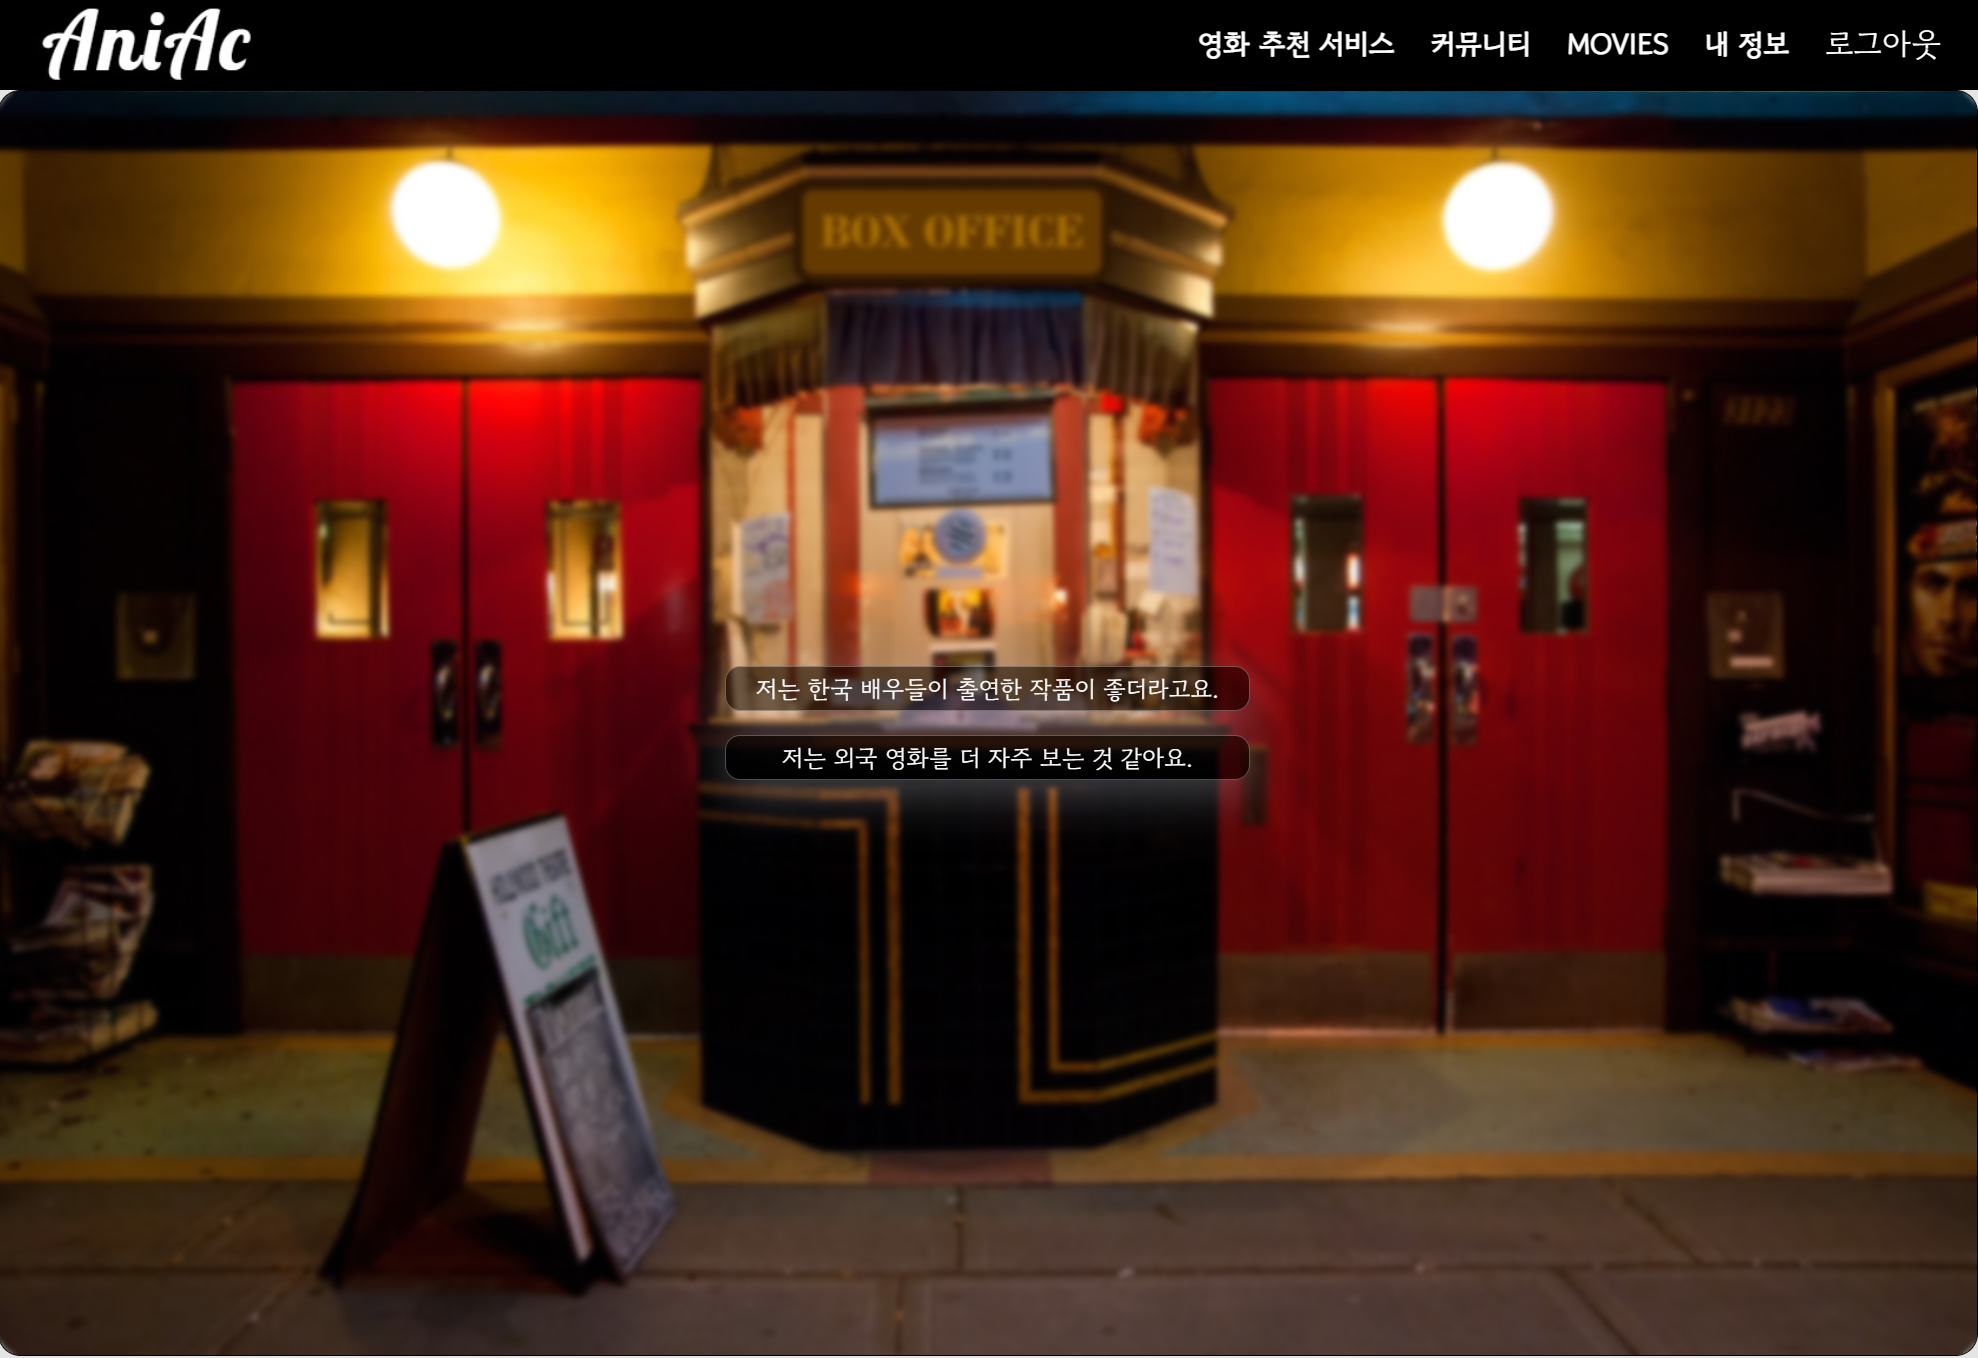 AniAc
영화 추천 서비스 커뮤니티 MOVIES 내 정보 로그아웃
BOX OFFICE
저는 한국 배우들이 출연한 작품이 좋더라고요.
저는 외국 영화를 더 자주 보는 것 같아요.
HOLLYWOOD THEATRE
Gift